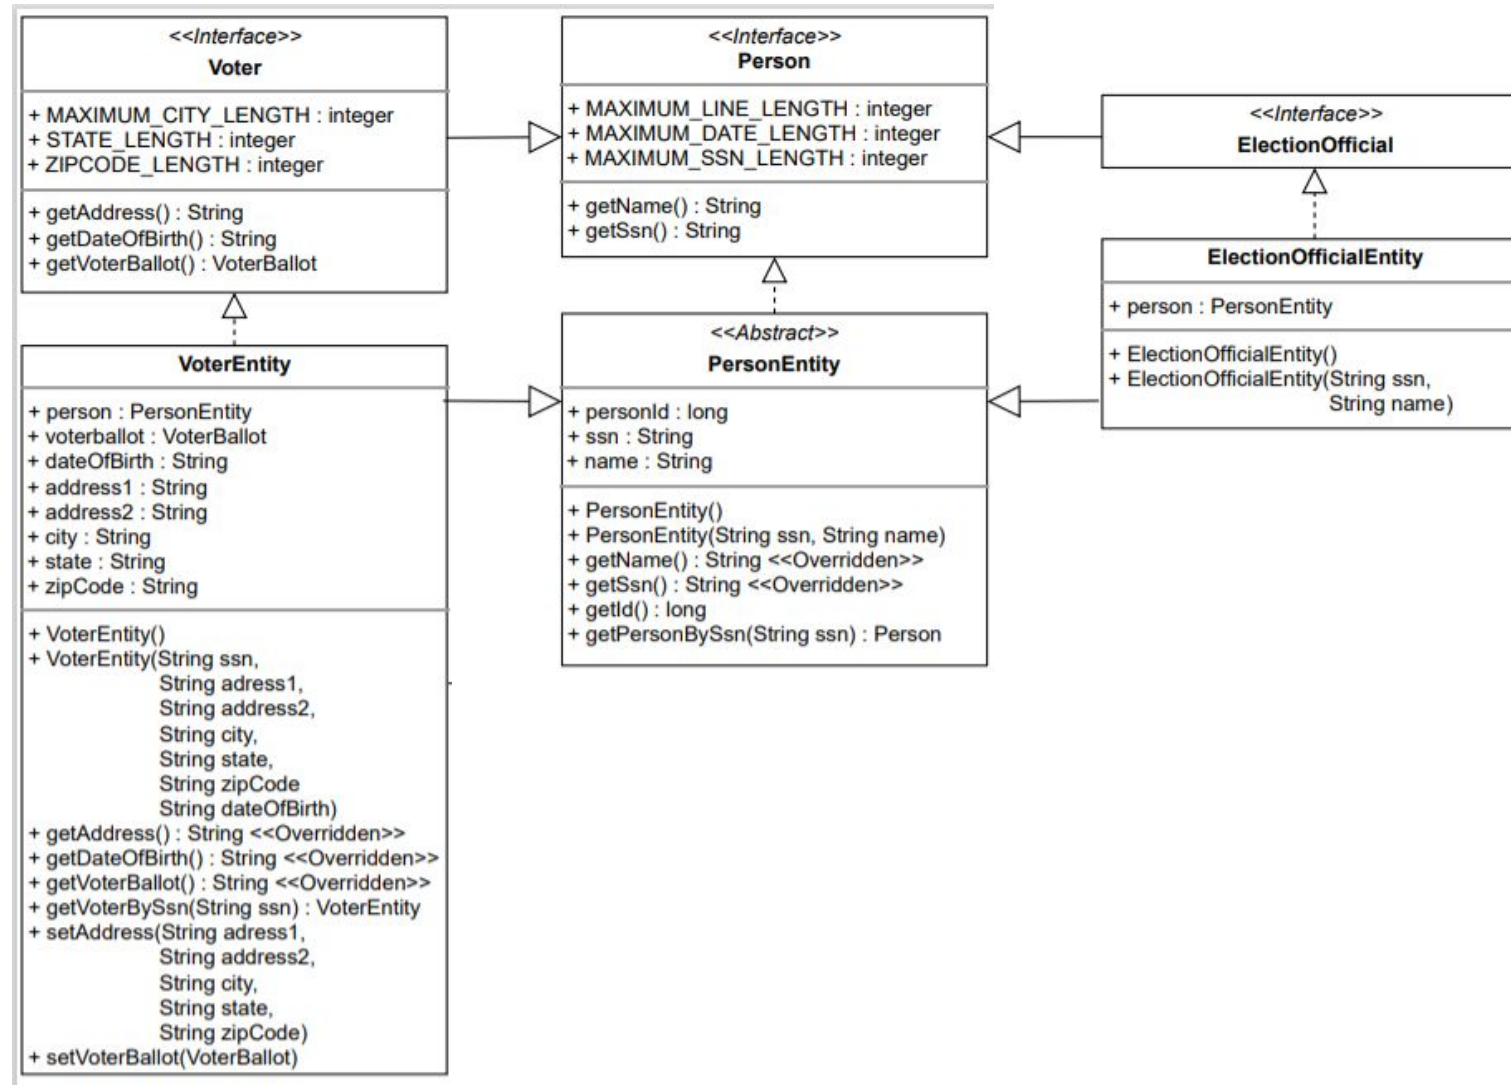 <<Interface>>
Voter
+ MAXIMUM_CITY_LENGTH : integer
+ STATE_LENGTH : integer
+ ZIPCODE_LENGTH : integer
+ getAddress() : String
+ getDateOfBirth() : String
+ getVoterBallot() : VoterBallot
<<Interface>>
Person
+ MAXIMUM_LINE_LENGTH : integer
+ MAXIMUM_DATE_LENGTH : integer
+ MAXIMUM_SSN_LENGTH : integer
+ getName() : String
+ getSsn() : String
<<Interface>>
ElectionOfficial
VoterEntity
+ person : PersonEntity
+ voterballot : VoterBallot
+ dateOfBirth : String
+ address1 : String
+ address2 : String
+ city : String
+ state : String
+ zipCode : String
+ VoterEntity()
+ VoterEntity(String ssn,
String adress1,
String address2,
String city,
String state,
String zipCode
String dateOfBirth)
+ getAddress() : String <<Overridden>>
+ getDateOfBirth() : String <<Overridden>>
+ getVoterBallot() : String <<Overridden>>
+ getVoterBySsn(String ssn) : VoterEntity
+ setAddress(String adress1,
String address2,
String city,
String state,
String zipCode)
+ setVoterBallot(VoterBallot)
<<Abstract>>
PersonEntity
+ personId : long
+ ssn : String
+ name : String
+ PersonEntity()
+ PersonEntity(String ssn, String name)
+ getName() : String <<Overridden>>
+ getSsn() : String <<Overridden>>
+ getId() : long
+ getPersonBySsn(String ssn) : Person
ElectionOfficialEntity
+ person : PersonEntity
+ ElectionOfficialEntity()
+ ElectionOfficialEntity(String ssn,
String name)